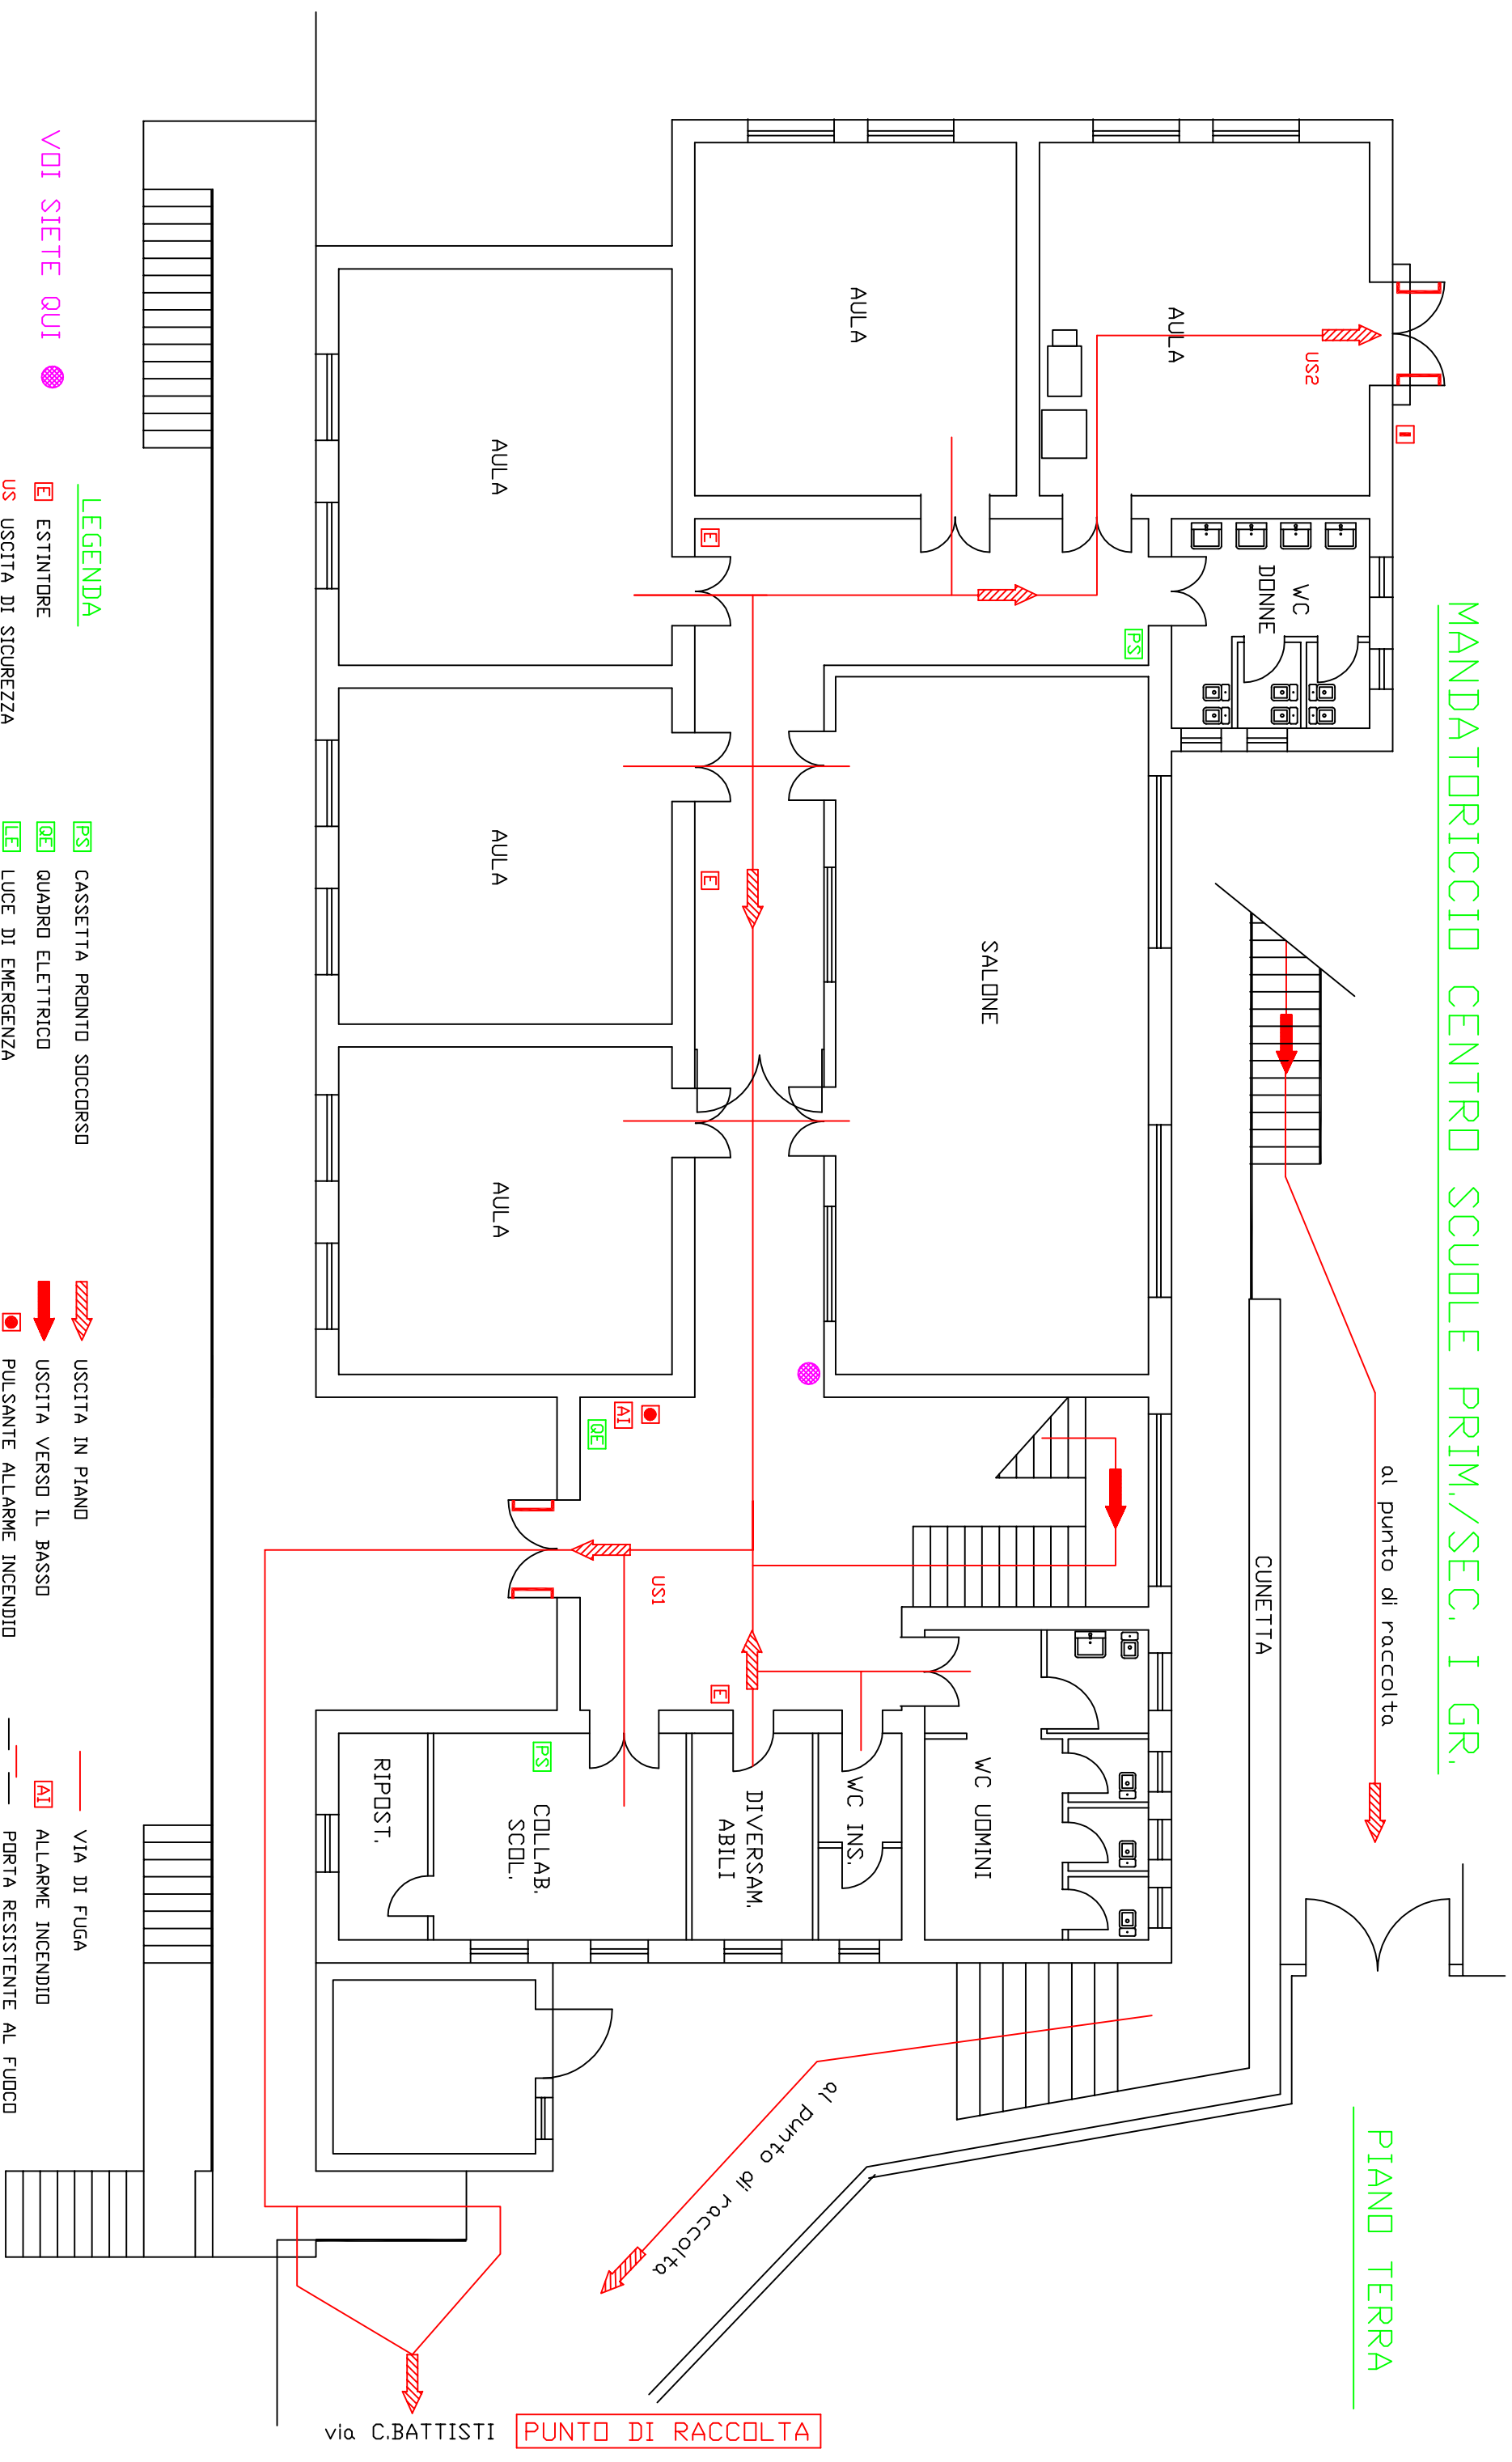 MANDATORICCIO CENTRO SCUOLE PRIM./SEC. I GR.
PIANO TERRA
al punto di raccolta
CUNETTA
US2
I
AULA
AULA
WC
DONNE
PS
E
AULA
AULA
AULA
E
SALONE
AI
QE
US1
E
WC UOMINI
WC INS.
DIVERSAM.
ABILI
PS
COLLAB.
SCOL.
RIPOST.
al punto di raccolta
PUNTO DI RACCOLTA
via C.BATTISTI
VOI SIETE QUI
LEGENDA
E ESTINTORE
US USCITA DI SICUREZZA
PS CASSETTA PRONTO SOCCORSO
QE QUADRO ELETTRICO
LE LUCE DI EMERGENZA
USCITA IN PIANO
USCITA VERSO IL BASSO
PULSANTE ALLARME INCENDIO
VIA DI FUGA
AI ALLARME INCENDIO
PORTA RESISTENTE AL FUOCO